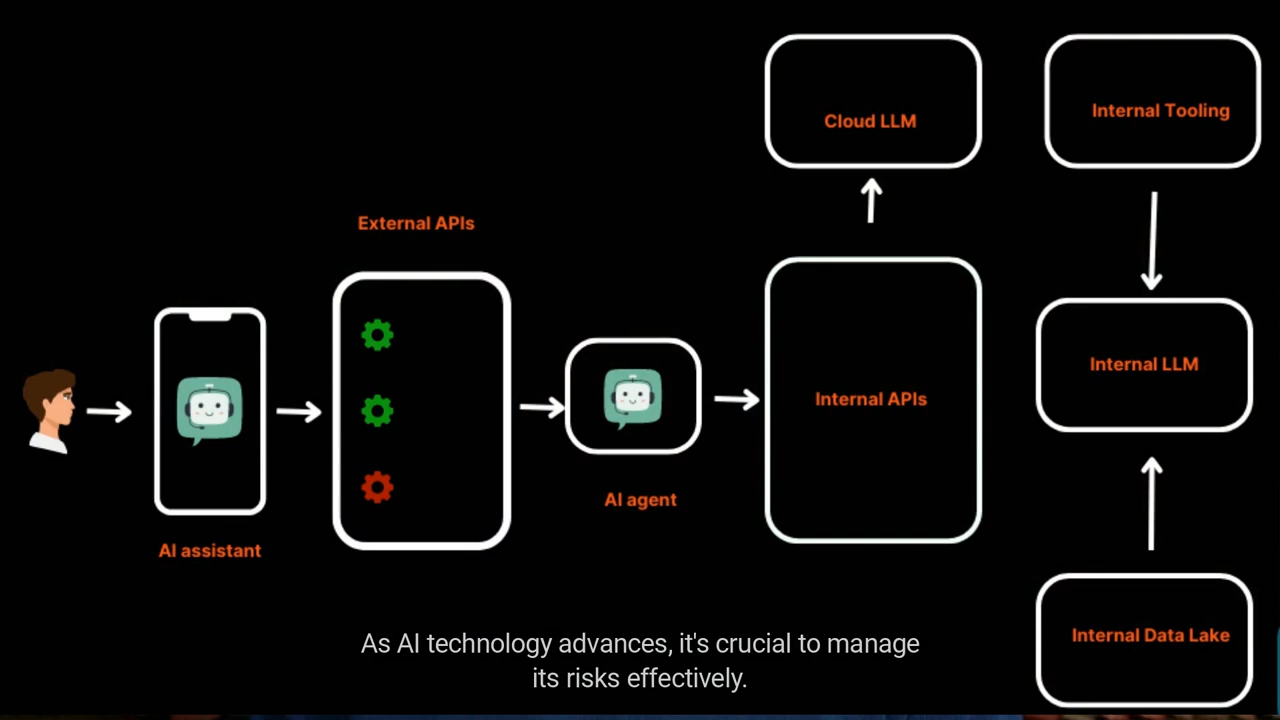 Cloud LLM
Internal Tooling
External APIs
Internal LLM
Internal APIs
AI agent
AI assistant
Internal Data Lake
As AI technology advances, it's crucial to manage
its risks effectively.